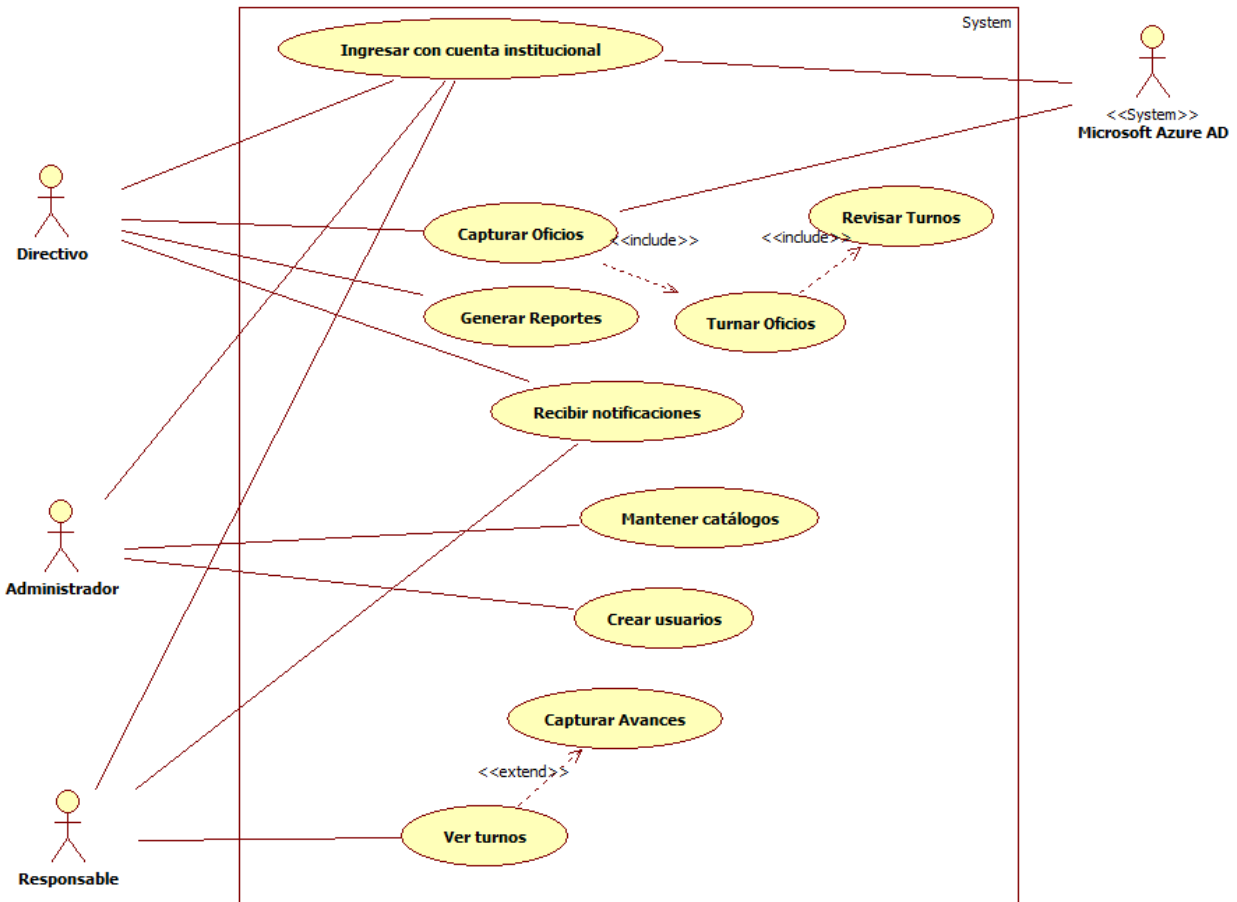 System
Ingresar con cuenta institucional
<<System>>
Microsoft Azure AD
Directivo
Capturar Oficios
<<include>>
<<include>>
Revisar Turnos
Generar Reportes
Turnar Oficios
Recibir notificaciones
Mantener catálogos
Administrador
Crear usuarios
Capturar Avances
<<extend>>
Ver turnos
Responsable